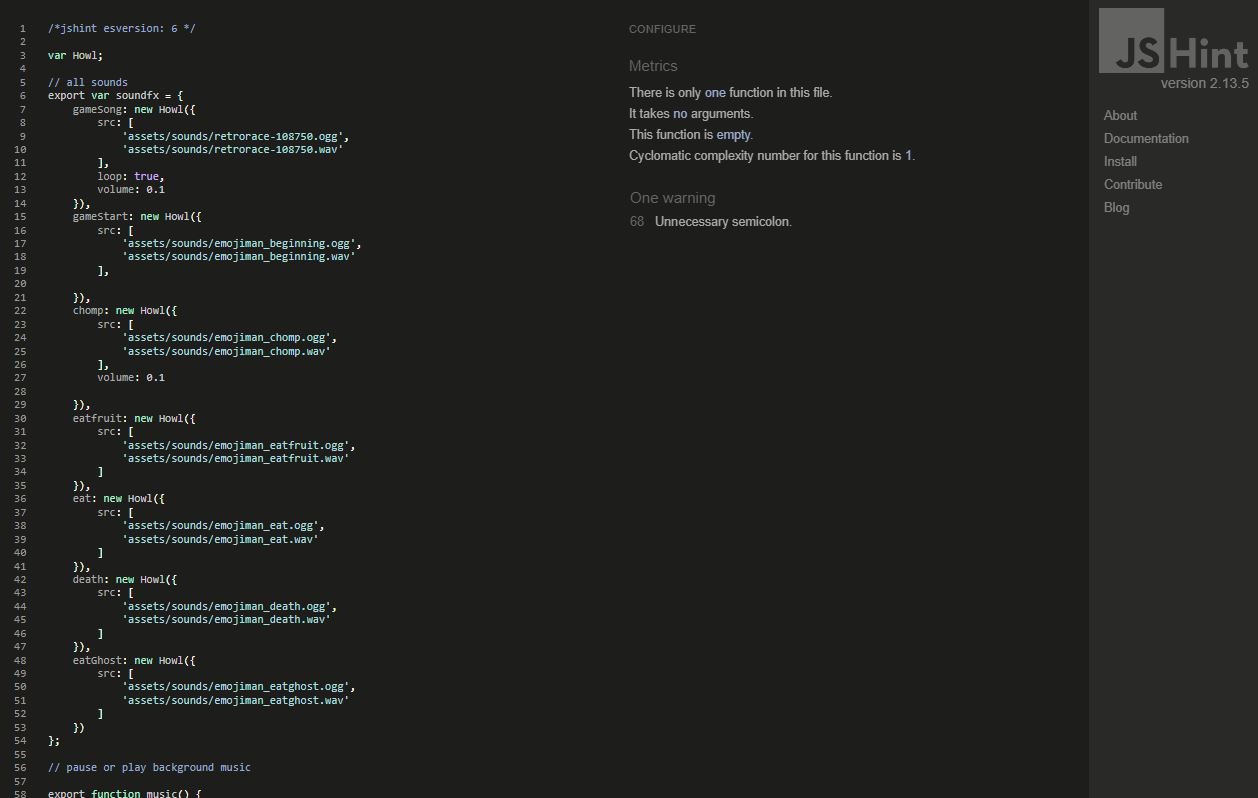 1 /*jshint esversion: 6 */
2
3 var Howl;
4
5 // all sounds
6 export var soundfx = {
7 gameSong: new Howl({
8 src: [
9 'assets/sounds/retrorace-108750.ogg',
10 'assets/sounds/retrorace-108750.wav'
11 ],
12 loop: true,
13 volume: 0.1
14 }),
15 gameStart: new Howl({
16 src: [
17 'assets/sounds/emojiman_beginning.ogg',
18 'assets/sounds/emojiman_beginning.wav'
19 ],
20
21 }),
22 chomp: new Howl({
23 src: [
24 'assets/sounds/emojiman_chomp.ogg',
25 'assets/sounds/emojiman_chomp.wav'
26 ],
27 volume: 0.1
28
29 }),
30 eatfruit: new Howl({
31 src: [
32 'assets/sounds/emojiman_eatfruit.ogg',
33 'assets/sounds/emojiman_eatfruit.wav'
34 ]
35 }),
36 eat: new Howl({
37 src: [
38 'assets/sounds/emojiman_eat.ogg',
39 'assets/sounds/emojiman_eat.wav'
40 ]
41 }),
42 death: new Howl({
43 src: [
44 'assets/sounds/emojiman_death.ogg',
45 'assets/sounds/emojiman_death.wav'
46 ]
47 }),
48 eatGhost: new Howl({
49 src: [
50 'assets/sounds/emojiman_eatghost.ogg',
51 'assets/sounds/emojiman_eatghost.wav'
52 ]
53 })
54 };
55
56 // pause or play background music
57
58 export function music() {
CONFIGURE
Metrics
There is only one function in this file.
It takes no arguments.
This function is empty.
Cyclomatic complexity number for this function is 1.
One warning
68 Unnecessary semicolon.
JSHint
version 2.13.5
About
Documentation
Install
Contribute
Blog